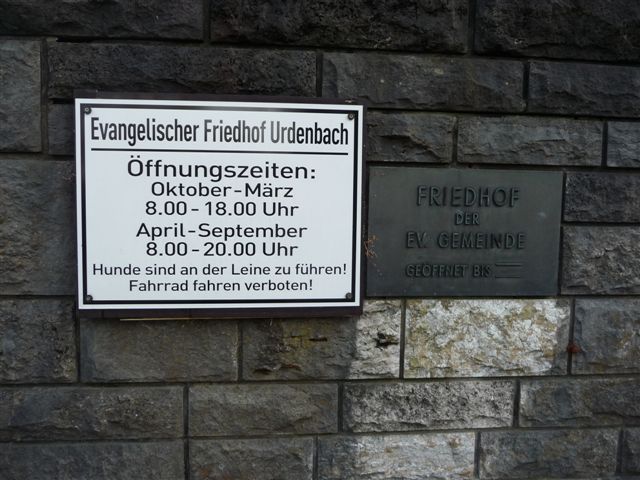 Evangelischer Friedhof Urdenbach
Öffnungszeiten:
Oktober-März
8.00-18.00 Uhr
April-September
8.00-20.00 Uhr
Hunde sind an der Leine zu führen!
Fahrrad fahren verboten!
FRIEDHOF
DER
EV. GEMEINDE
GEÖFFNET BIS